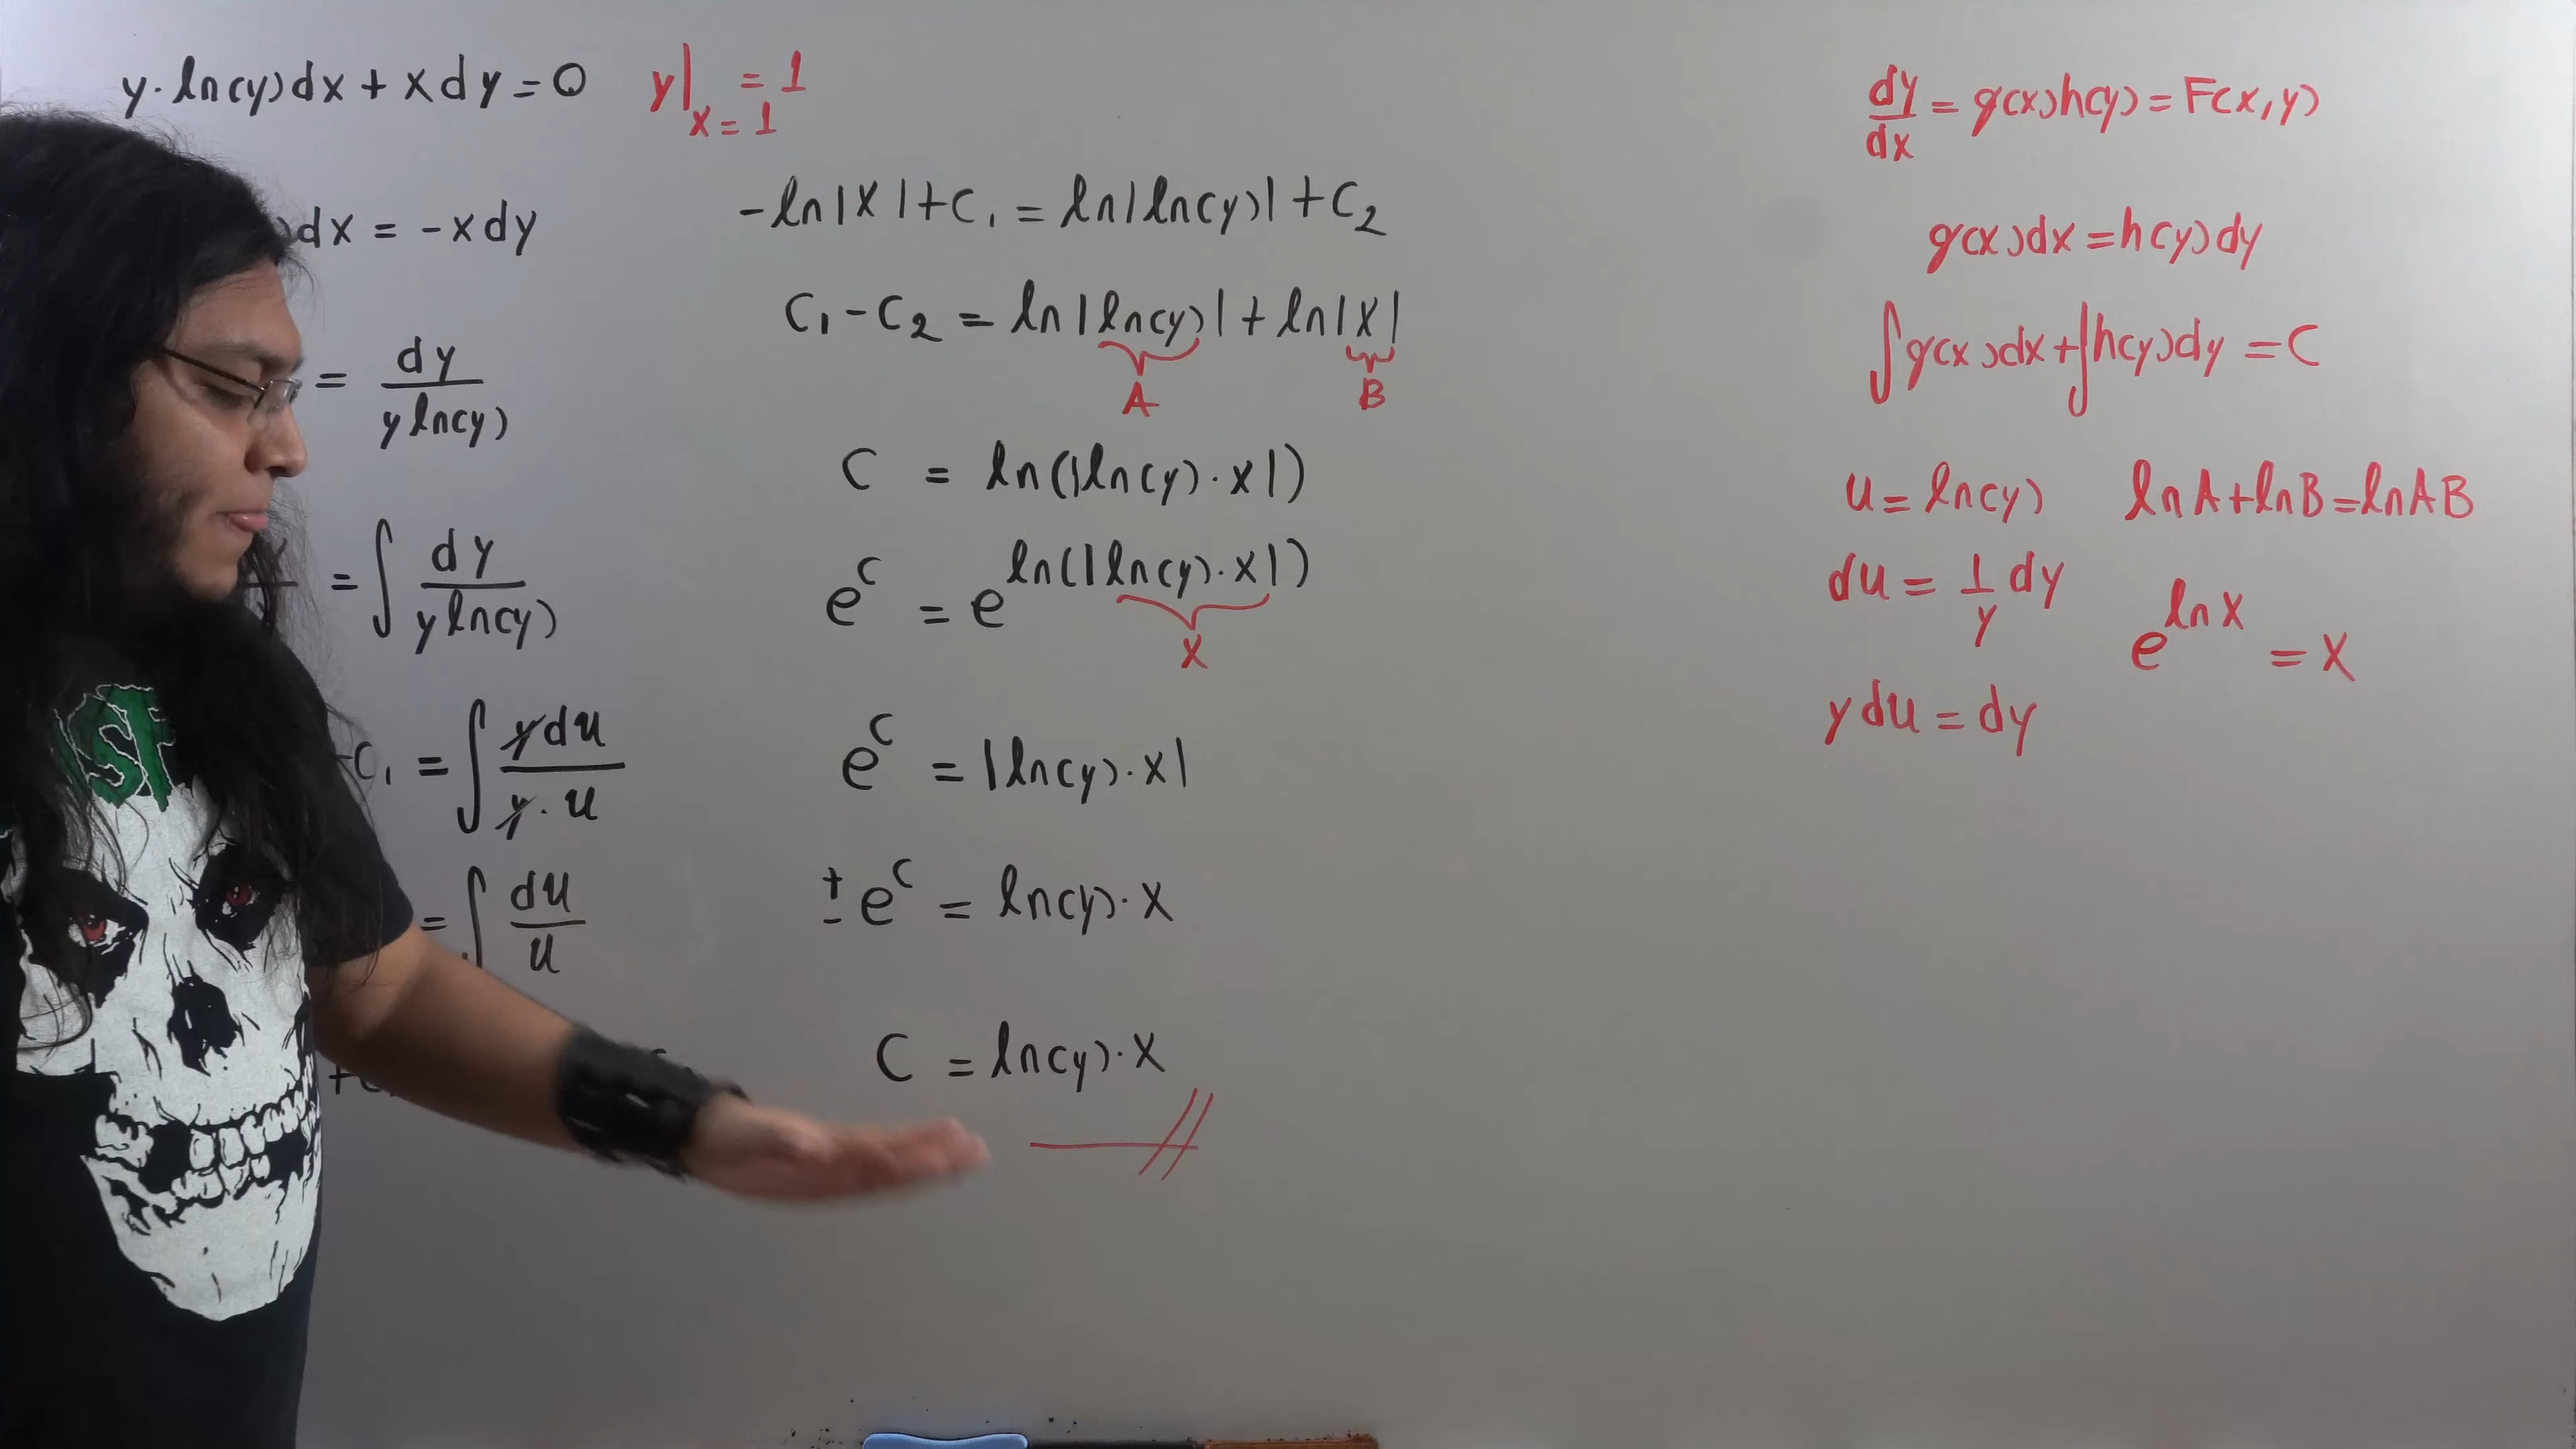 y·ln(y)dx + xdy = 0 y|x=1 = 1
)dx = -xdy
= dy/(y ln(y))
= ∫ dy/(y ln(y))
C₁ = ∫ ydu/(y·u)
= ∫ du/u
-ln|x|+C₁ = ln|ln(y)|+C₂
C₁-C₂ = ln|ln(y)|+ln|x|
A B
C = ln(|ln(y)·x|)
e^C = e^ln(|ln(y)·x|)
x
e^C = |ln(y)·x|
±e^C = ln(y)·x
C = ln(y)·x
dy/dx = g(x)h(y) = F(x,y)
g(x)dx = h(y)dy
∫g(x)dx+∫h(y)dy = C
u = ln(y) lnA+lnB=lnAB
du = 1/y dy
e^lnx = x
ydu = dy